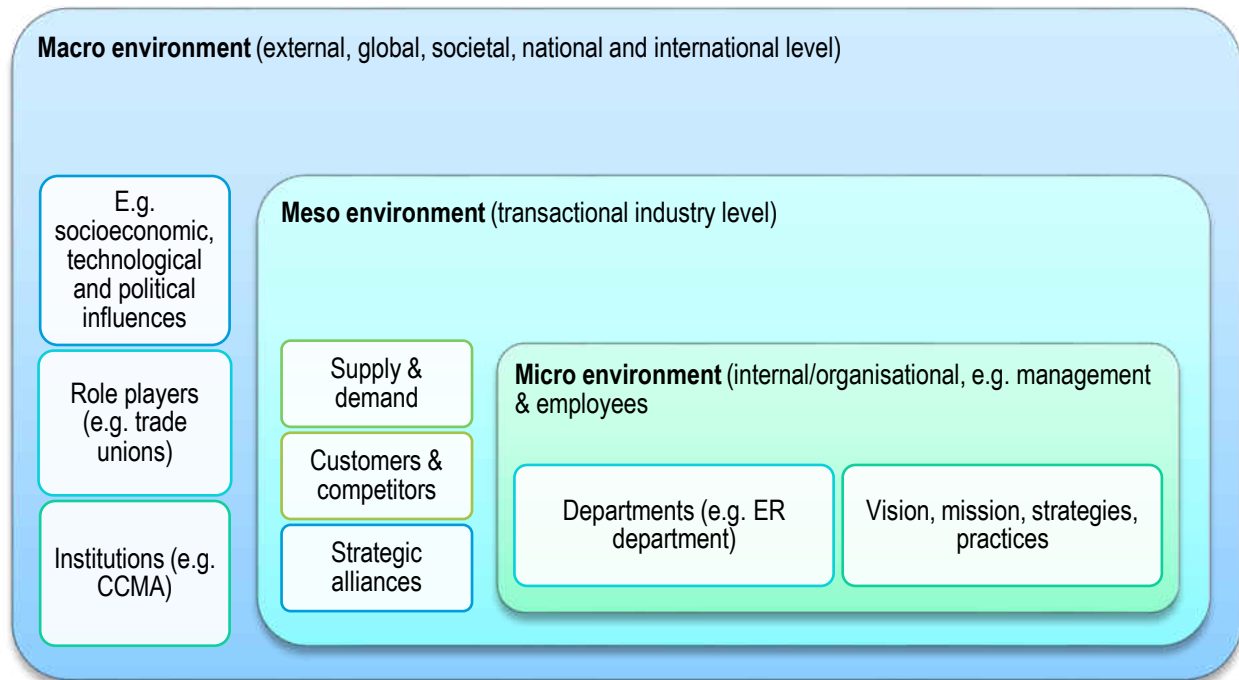 Macro environment (external, global, societal, national and international level)
E.g.
socioeconomic,
technological
and political
influences
Role players
(e.g. trade
unions)
Institutions (e.g.
CCMA)
Meso environment (transactional industry level)
Supply &
demand
Customers &
competitors
Strategic
alliances
Micro environment (internal/organisational, e.g. management
& employees
Departments (e.g. ER
department)
Vision, mission, strategies,
practices